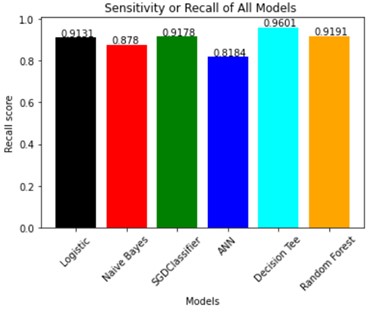 Sensitivity or Recall of All Models
Recall score
1.0
0.8
0.6
0.4
0.2
0.0
0.9131
0.878
0.9178
0.8184
0.9601
0.9191
Logistic
Naive Bayes
SGDClassifier
ANN
Decision Tee
Random Forest
Models